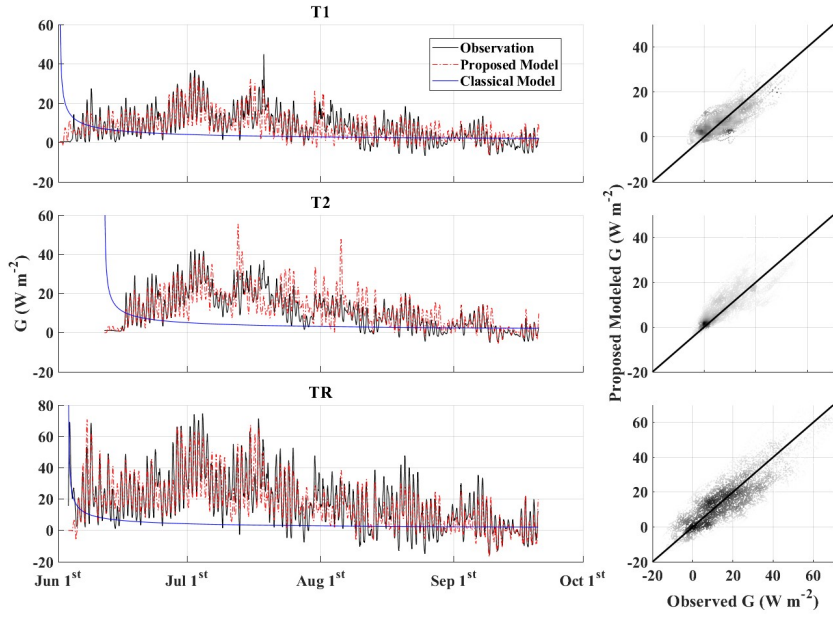 T1
60
40
20
0
-20
Observation
Proposed Model
Classical Model
40
20
0
-20
T2
60
40
20
0
-20
G (W m-2)
40
20
0
-20
Proposed Modeled G (W m-2)
TR
80
60
40
20
0
-20
Jun 1st
Jul 1st
Aug 1st
Sep 1st
Oct 1st
60
40
20
0
-20
-20 0 20 40 60
Observed G (W m-2)